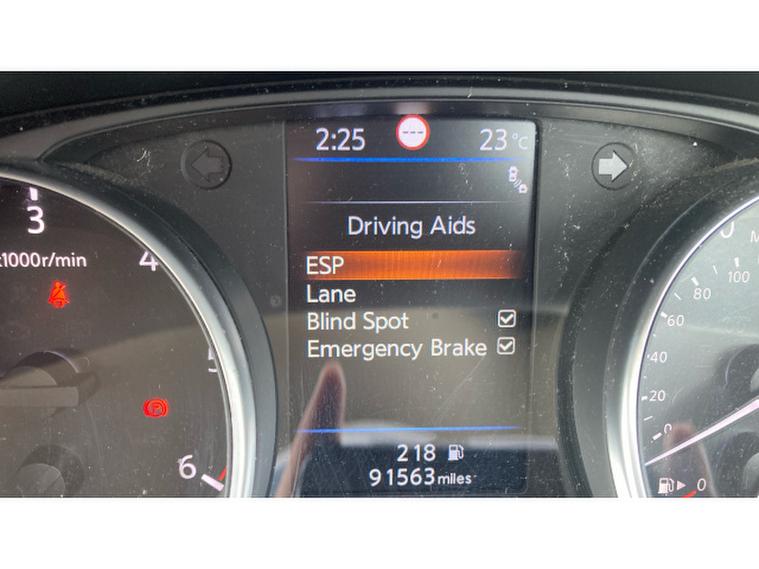 2:25 --- 23°C
Driving Aids
ESP
Lane
Blind Spot
Emergency Brake
218
91563 miles
3
x1000r/min
4
5
6
P
0
20
40
60
80
100
0